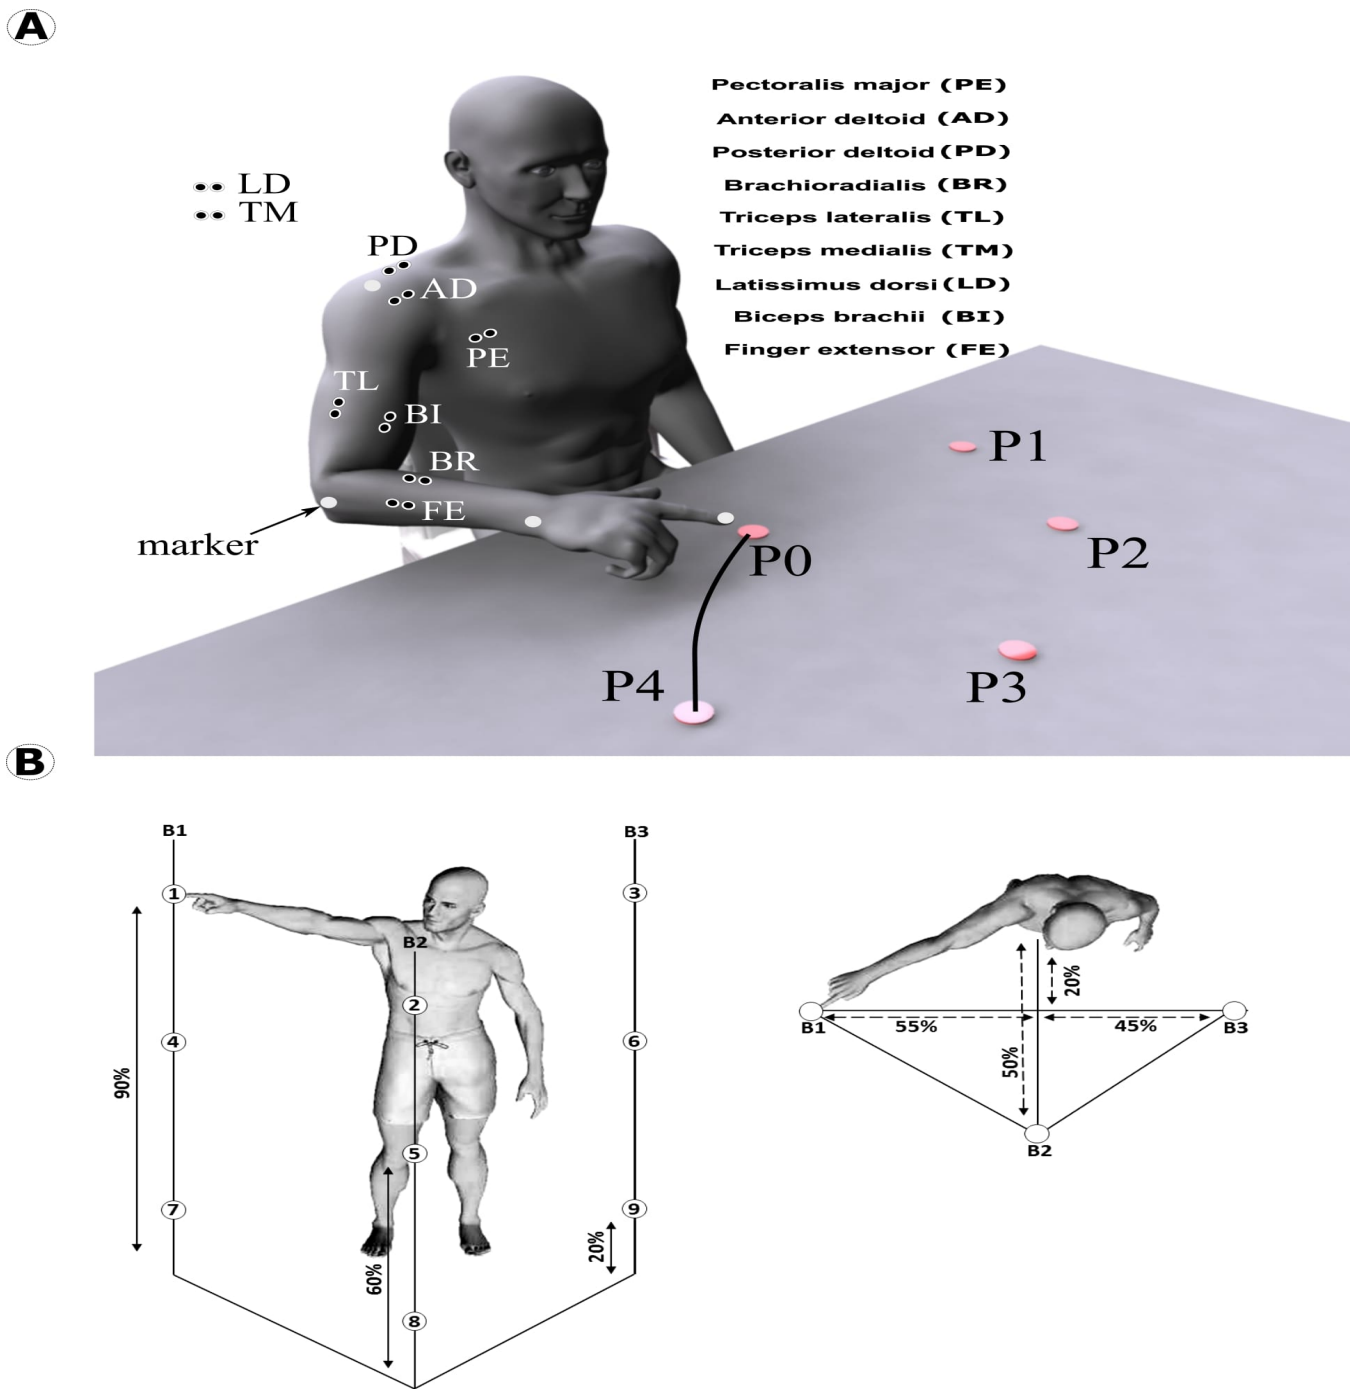 A
Pectoralis major (PE)
Anterior deltoid (AD)
Posterior deltoid (PD)
Brachioradialis (BR)
Triceps lateralis (TL)
Triceps medialis (TM)
Latissimus dorsi (LD)
Biceps brachii (BI)
Finger extensor (FE)
LD
TM
PD
AD
PE
TL
BI
BR
FE
marker
P0
P1
P2
P3
P4
B
B1
B3
1
3
B2
2
4
6
90%
5
7
9
20%
60%
8
20%
B1
55%
45%
B3
50%
B2